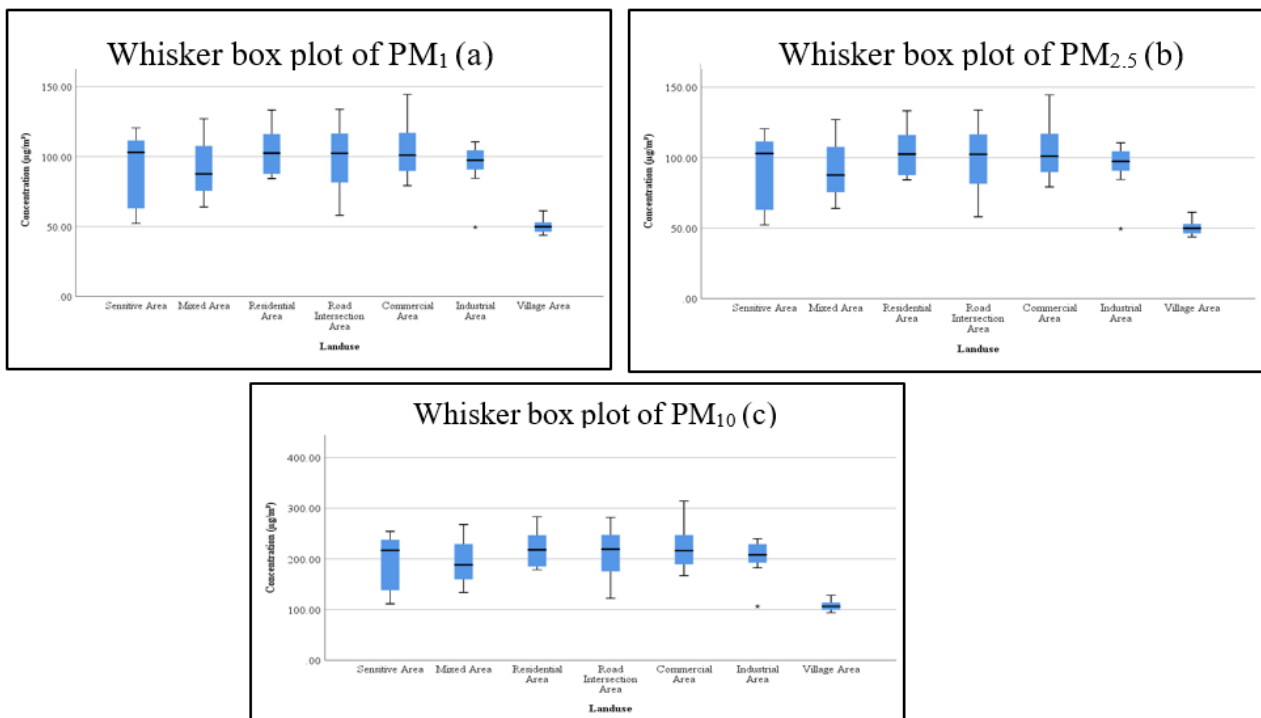 Whisker box plot of PM₁ (a)
Concentration (µg/m³)
150.00
100.00
50.00
.00
Sensitive Area Mixed Area Residential Area Road Intersection Area Commercial Area Industrial Area Village Area
Landuse
Whisker box plot of PM₂.₅ (b)
Concentration (µg/m³)
150.00
100.00
50.00
.00
Sensitive Area Mixed Area Residential Area Road Intersection Area Commercial Area Industrial Area Village Area
Landuse
Whisker box plot of PM₁₀ (c)
Concentration (µg/m³)
400.00
300.00
200.00
100.00
.00
Sensitive Area Mixed Area Residential Area Road Intersection Area Commercial Area Industrial Area Village Area
Landuse